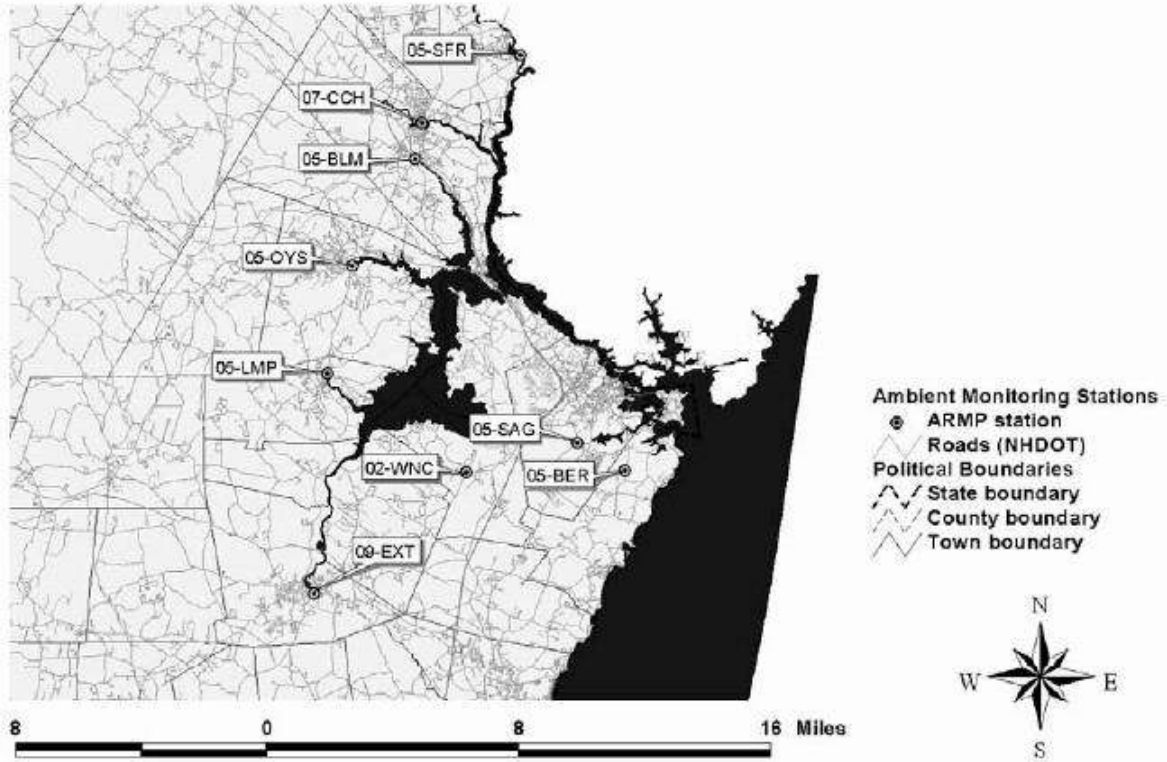 05-SFR
07-CCH
05-BLM
05-OYS
05-LMP
05-SAG
02-WNC
05-BER
09-EXT
Ambient Monitoring Stations
ARMP station
Roads (NHDOT)
Political Boundaries
State boundary
County boundary
Town boundary
N
W E
S
8 0 8 16 Miles